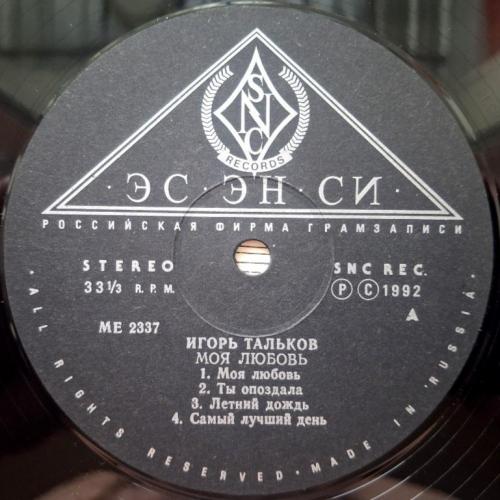 SNC
RECORDS
· ЭС · ЭН · СИ ·
РОССИЙСКАЯ ФИРМА ГРАМЗАПИСИ
STEREO
33 1/3 R. P. M.
SNC REC.
Ⓟ Ⓒ 1992
A
ME 2337
ИГОРЬ ТАЛЬКОВ
МОЯ ЛЮБОВЬ
1. Моя любовь
2. Ты опоздала
3. Летний дождь
4. Самый лучший день
· ALL RIGHTS RESERVED · MADE IN RUSSIA ·